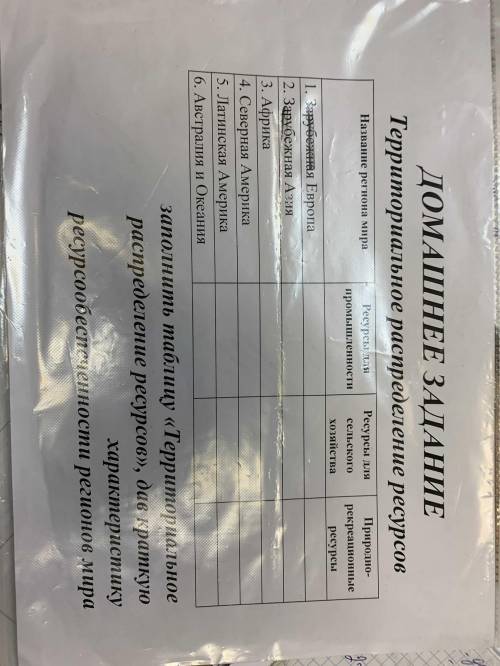 ДОМАШНЕЕ ЗАДАНИЕ
Территориальное распределение ресурсов
Название региона мира
Ресурсы для
промышленности
Ресурсы для
сельского
хозяйства
Природно-
рекреационные
ресурсы
1. Зарубежная Европа
2. Зарубежная Азия
3. Африка
4. Северная Америка
5. Латинская Америка
6. Австралия и Океания
заполнить таблицу «Территориальное
распределение ресурсов», дав краткую
характеристику
ресурсообеспеченности регионов мира